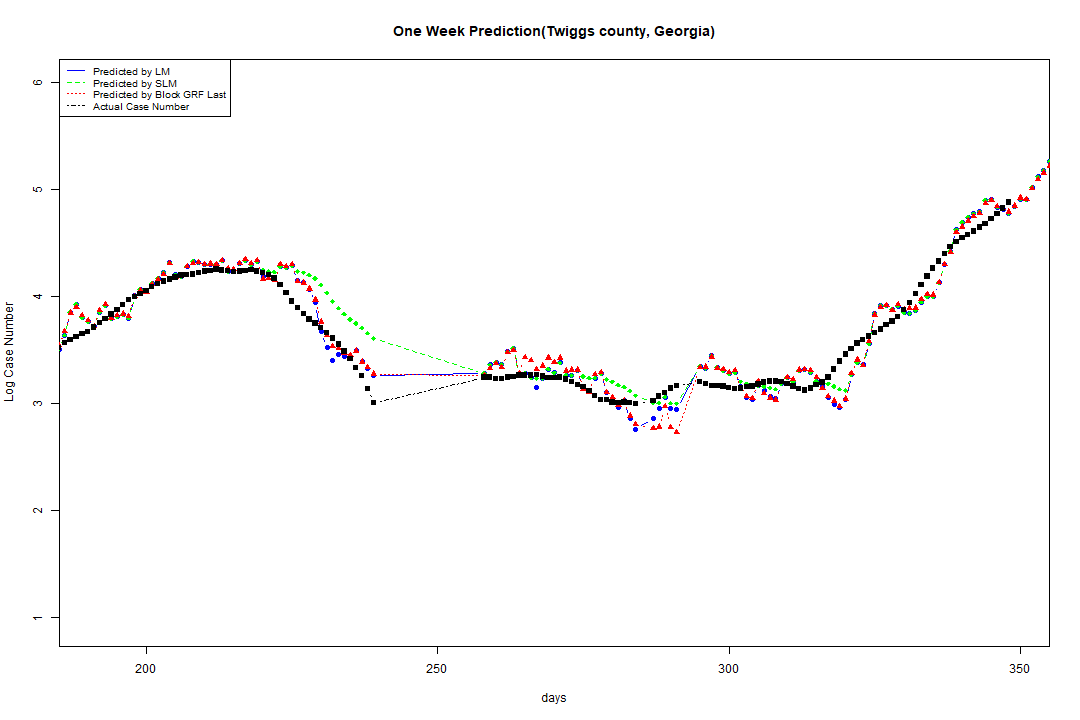 One Week Prediction(Twiggs county, Georgia)
Predicted by LM
Predicted by SLM
Predicted by Block GRF Last
Actual Case Number
Log Case Number
6
5
4
3
2
1
200 250 300 350
days